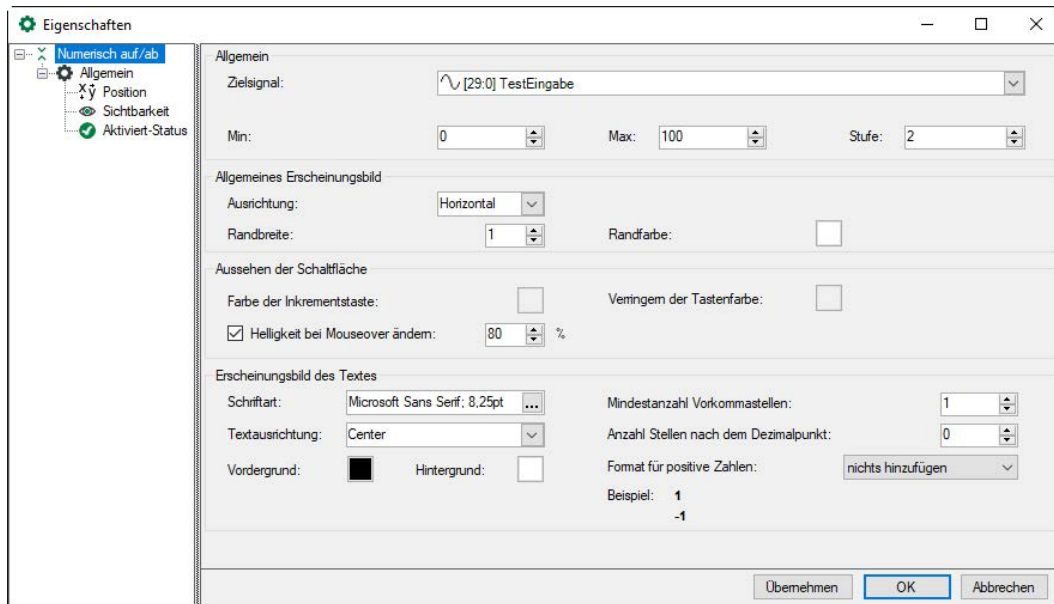 Eigenschaften
Numerisch auf/ab
Allgemein
Position
Sichtbarkeit
Aktiviert-Status
Allgemein
Zielsignal: [29:0] TestEingabe
Min: 0 Max: 100 Stufe: 2
Allgemeines Erscheinungsbild
Ausrichtung: Horizontal
Randbreite: 1 Randfarbe:
Aussehen der Schaltfläche
Farbe der Inkrementstaste: Verringern der Tastenfarbe:
Helligkeit bei Mouseover ändern: 80 %
Erscheinungsbild des Textes
Schriftart: Microsoft Sans Serif; 8,25pt ... Mindestanzahl Vorkommastellen: 1
Textausrichtung: Center Anzahl Stellen nach dem Dezimalpunkt: 0
Vordergrund: Hintergrund: Format für positive Zahlen: nichts hinzufügen
Beispiel: 1
-1
Übernehmen OK Abbrechen